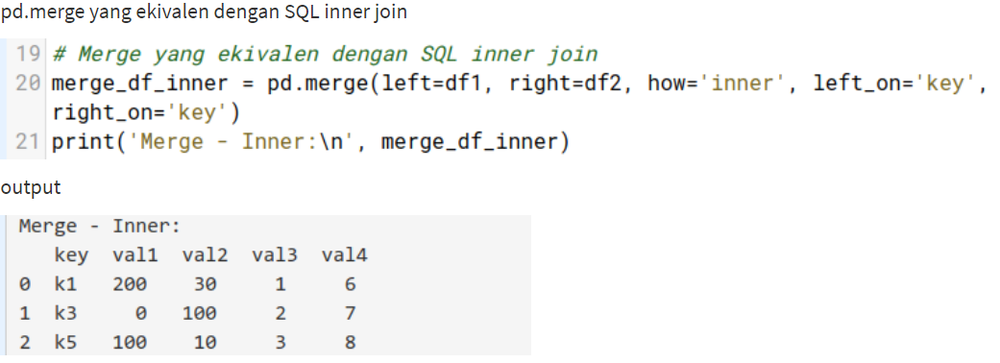 pd.merge yang ekivalen dengan SQL inner join
19 # Merge yang ekivalen dengan SQL inner join
20 merge_df_inner = pd.merge(left=df1, right=df2, how='inner', left_on='key',
right_on='key')
21 print('Merge - Inner:\n', merge_df_inner)
output
Merge - Inner:
key val1 val2 val3 val4
0 k1 200 30 1 6
1 k3 0 100 2 7
2 k5 100 10 3 8